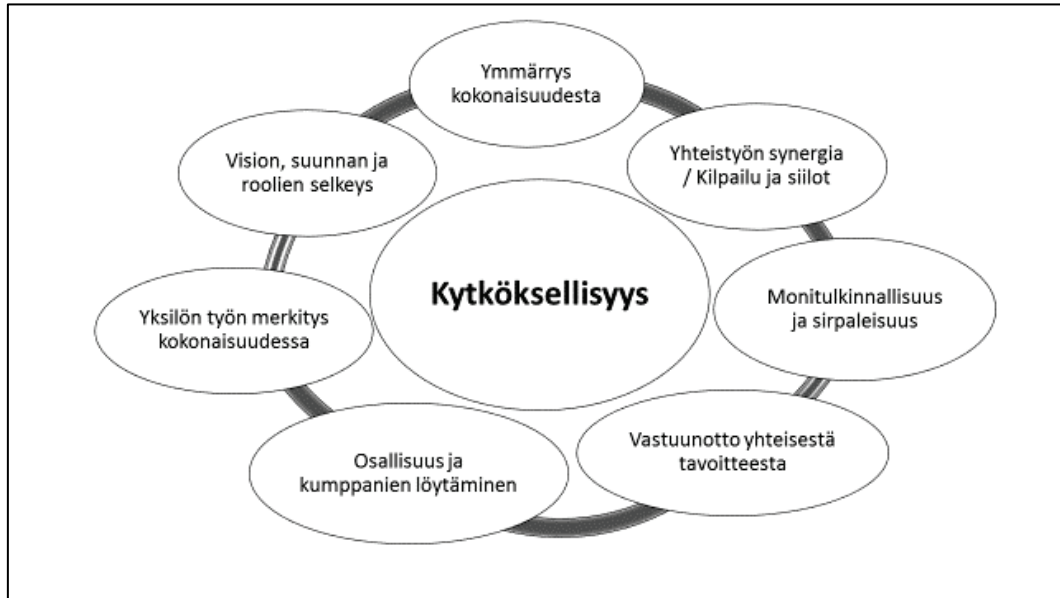 Ymmärrys
kokonaisuudesta
Yhteistyön synergia
/ Kilpailu ja siilot
Monitulkinnallisuus
ja sirpaleisuus
Vastuunotto yhteisestä
tavoitteesta
Osallisuus ja
kumppanien löytäminen
Yksilön työn merkitys
kokonaisuudessa
Vision, suunnan ja
roolien selkeys
Kytköksellisyys